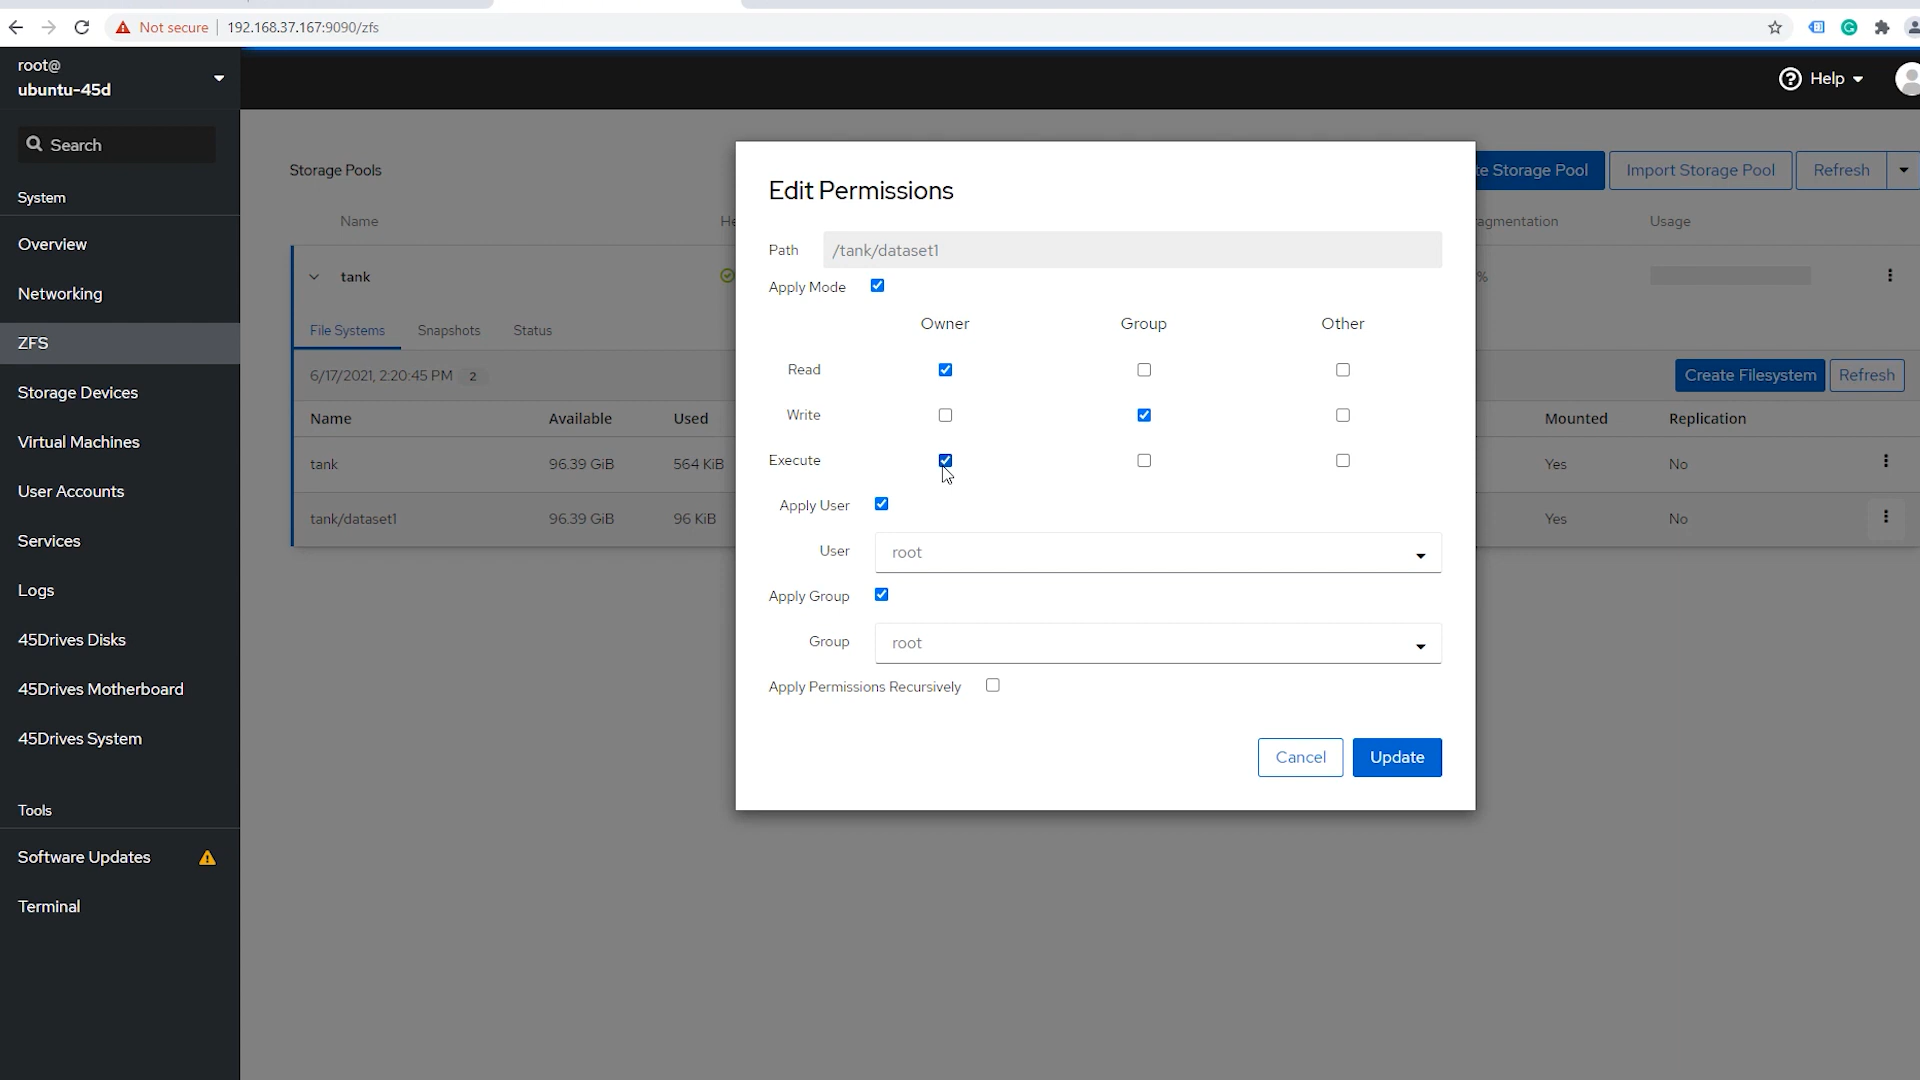 Not secure 192.168.37.167:9090/zfs
root@
ubuntu-45d
Help
Search
System
Overview
Networking
ZFS
Storage Devices
Virtual Machines
User Accounts
Services
Logs
45Drives Disks
45Drives Motherboard
45Drives System
Tools
Software Updates
Terminal
Storage Pools
te Storage Pool Import Storage Pool Refresh
Name He agmentation Usage
tank %
File Systems Snapshots Status
6/17/2021, 2:20:45 PM 2 Create Filesystem Refresh
Name Available Used Mounted Replication
tank 96.39 GiB 564 KiB Yes No
tank/dataset1 96.39 GiB 96 KiB Yes No
Edit Permissions
Path /tank/dataset1
Apply Mode
Owner Group Other
Read
Write
Execute
Apply User
User root
Apply Group
Group root
Apply Permissions Recursively
Cancel Update